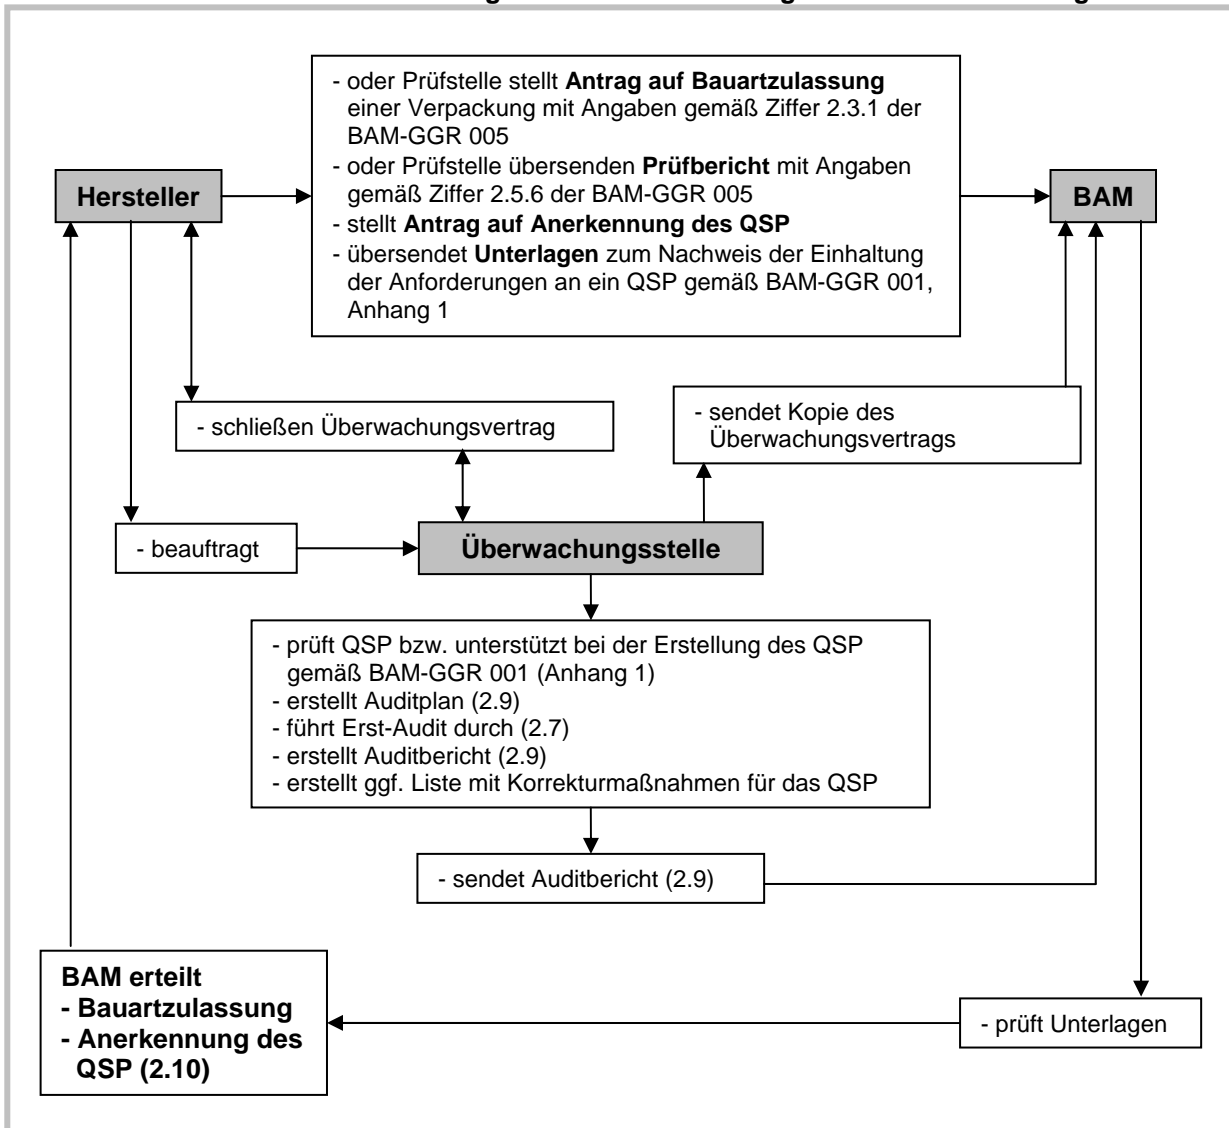 - oder Prüfstelle stellt Antrag auf Bauartzulassung
einer Verpackung mit Angaben gemäß Ziffer 2.3.1 der
BAM-GGR 005
- oder Prüfstelle übersenden Prüfbericht mit Angaben
gemäß Ziffer 2.5.6 der BAM-GGR 005
- stellt Antrag auf Anerkennung des QSP
- übersendet Unterlagen zum Nachweis der Einhaltung
der Anforderungen an ein QSP gemäß BAM-GGR 001,
Anhang 1
Hersteller
BAM
- schließen Überwachungsvertrag
- sendet Kopie des
Überwachungsvertrags
- beauftragt
Überwachungsstelle
- prüft QSP bzw. unterstützt bei der Erstellung des QSP
gemäß BAM-GGR 001 (Anhang 1)
- erstellt Auditplan (2.9)
- führt Erst-Audit durch (2.7)
- erstellt Auditbericht (2.9)
- erstellt ggf. Liste mit Korrekturmaßnahmen für das QSP
- sendet Auditbericht (2.9)
BAM erteilt
- Bauartzulassung
- Anerkennung des
QSP (2.10)
- prüft Unterlagen